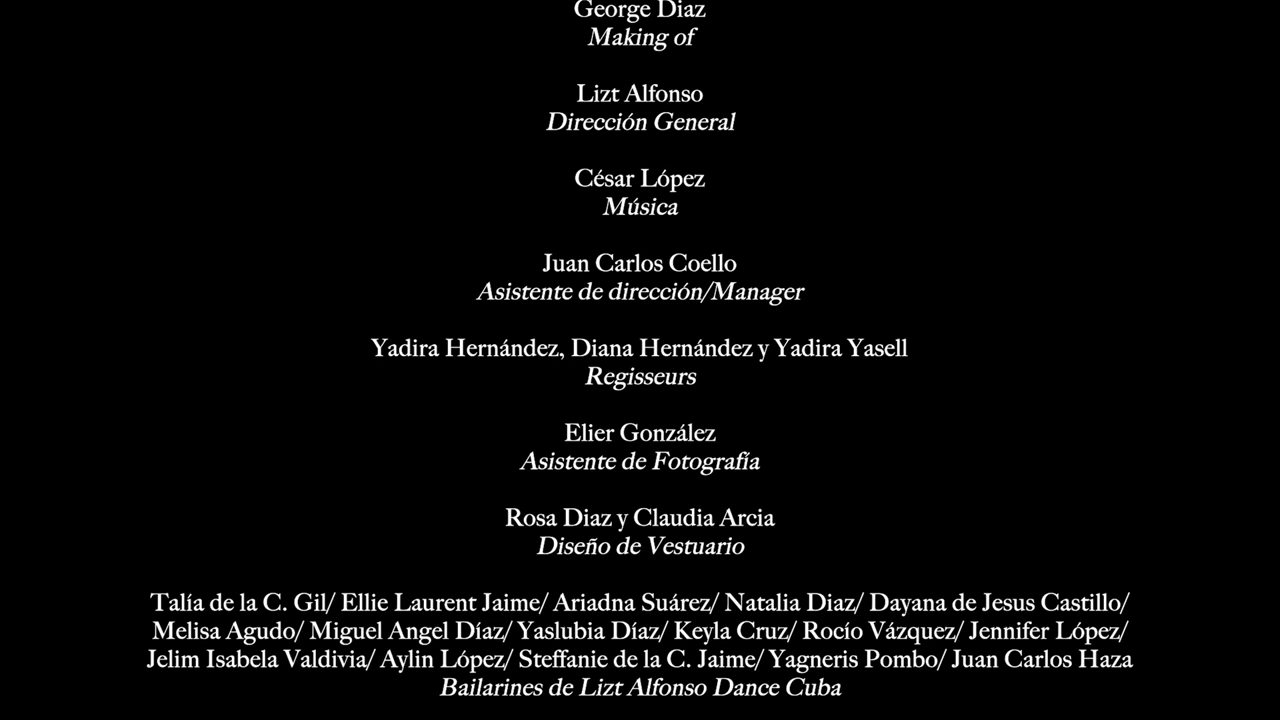 George Diaz
Making of
Lizt Alfonso
Dirección General
César López
Música
Juan Carlos Coello
Asistente de dirección/Manager
Yadira Hernández, Diana Hernández y Yadira Yasell
Regisseurs
Elier González
Asistente de Fotografía
Rosa Diaz y Claudia Arcia
Diseño de Vestuario
Talía de la C. Gil/ Ellie Laurent Jaime/ Ariadna Suárez/ Natalia Diaz/ Dayana de Jesus Castillo/
Melisa Agudo/ Miguel Angel Díaz/ Yaslubia Díaz/ Keyla Cruz/ Rocío Vázquez/ Jennifer López/
Jelim Isabela Valdivia/ Aylin López/ Steffanie de la C. Jaime/ Yagneris Pombo/ Juan Carlos Haza
Bailarines de Lizt Alfonso Dance Cuba